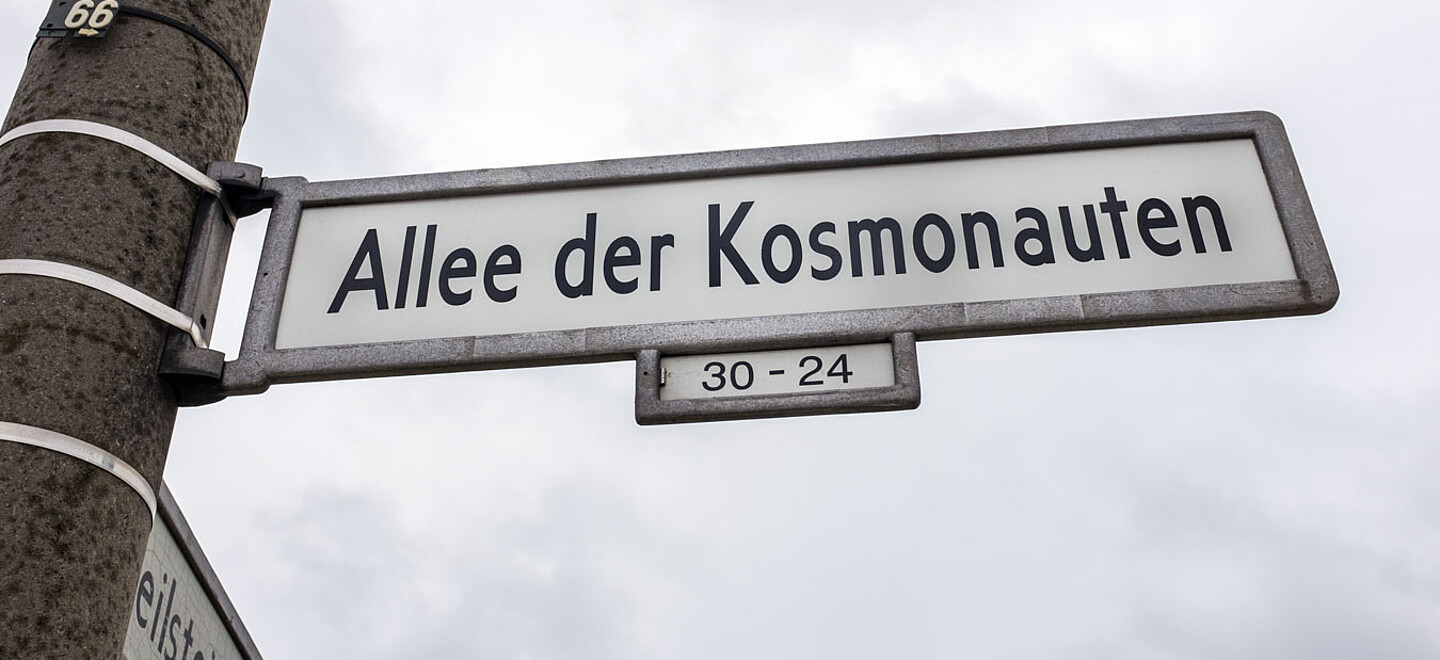 66
Allee der Kosmonauten
30 - 24